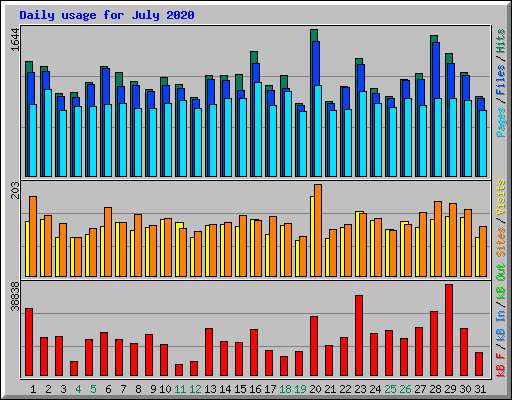 Daily usage for July 2020
1644
Pages / Files / Hits
203
Sites / Visits
38838
kB F / kB In / kB Out
1 2 3 4 5 6 7 8 9 10 11 12 13 14 15 16 17 18 19 20 21 22 23 24 25 26 27 28 29 30 31